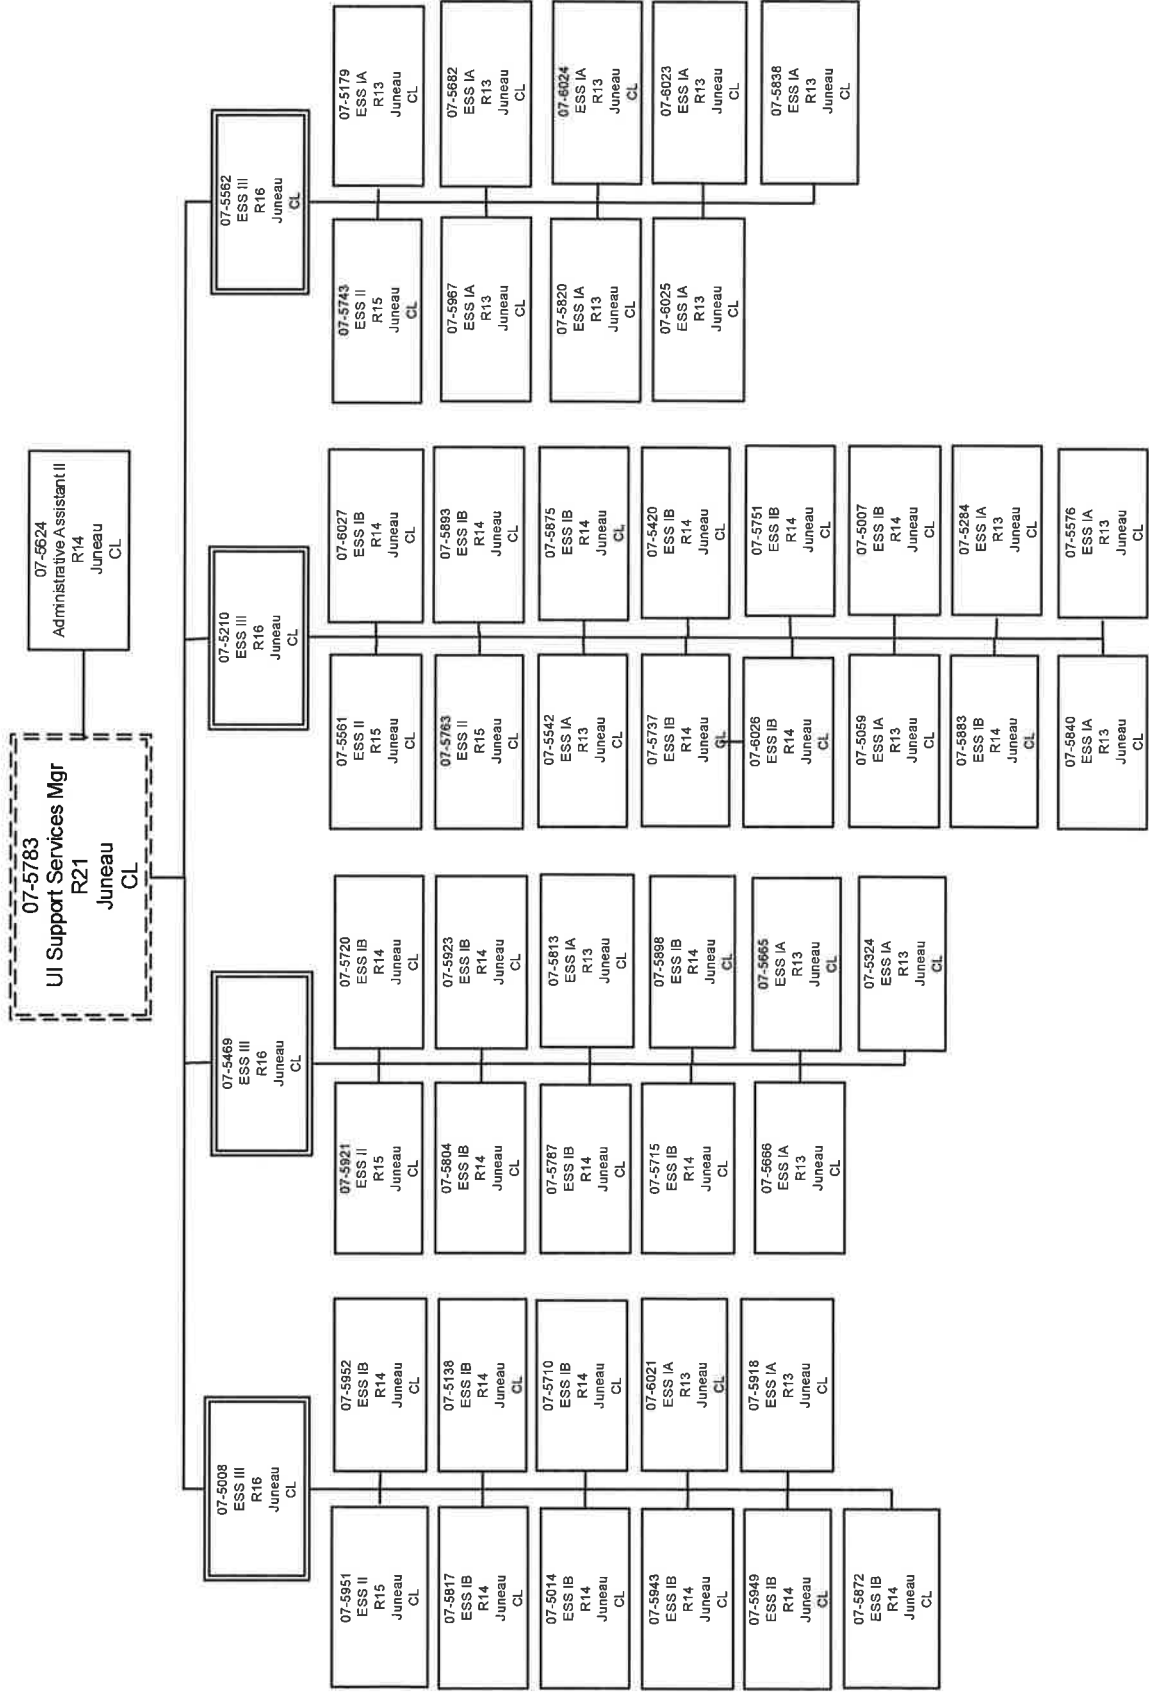 07-5783
UI Support Services Mgr
R21
Juneau
CL
07-5624
Administrative Assistant II
R14
Juneau
CL
07-5008
ESS III
R16
Juneau
CL
07-5951
ESS II
R15
Juneau
CL
07-5952
ESS IB
R14
Juneau
CL
07-5817
ESS IB
R14
Juneau
CL
07-5138
ESS IB
R14
Juneau
CL
07-5014
ESS IB
R14
Juneau
CL
07-5710
ESS IB
R14
Juneau
CL
07-5943
ESS IB
R14
Juneau
CL
07-6021
ESS IA
R13
Juneau
CL
07-5949
ESS IB
R14
Juneau
CL
07-5918
ESS IA
R13
Juneau
CL
07-5872
ESS IB
R14
Juneau
CL
07-5469
ESS III
R16
Juneau
CL
07-5921
ESS II
R15
Juneau
CL
07-5720
ESS IB
R14
Juneau
CL
07-5804
ESS IB
R14
Juneau
CL
07-5923
ESS IB
R14
Juneau
CL
07-5787
ESS IB
R14
Juneau
CL
07-5813
ESS IA
R13
Juneau
CL
07-5715
ESS IB
R14
Juneau
CL
07-5898
ESS IB
R14
Juneau
CL
07-5666
ESS IA
R13
Juneau
CL
07-5665
ESS IA
R13
Juneau
CL
07-5324
ESS IA
R13
Juneau
CL
07-5210
ESS III
R16
Juneau
CL
07-5561
ESS II
R15
Juneau
CL
07-6027
ESS IB
R14
Juneau
CL
07-5763
ESS II
R15
Juneau
CL
07-5893
ESS IB
R14
Juneau
CL
07-5542
ESS IA
R13
Juneau
CL
07-5875
ESS IB
R14
Juneau
CL
07-5737
ESS IB
R14
Juneau
CL
07-5420
ESS IB
R14
Juneau
CL
07-6026
ESS IB
R14
Juneau
CL
07-5751
ESS IB
R14
Juneau
CL
07-5059
ESS IA
R13
Juneau
CL
07-5007
ESS IB
R14
Juneau
CL
07-5883
ESS IB
R14
Juneau
CL
07-5284
ESS IA
R13
Juneau
CL
07-5840
ESS IA
R13
Juneau
CL
07-5576
ESS IA
R13
Juneau
CL
07-5562
ESS III
R16
Juneau
CL
07-5743
ESS II
R15
Juneau
CL
07-5179
ESS IA
R13
Juneau
CL
07-5967
ESS IA
R13
Juneau
CL
07-5682
ESS IA
R13
Juneau
CL
07-5820
ESS IA
R13
Juneau
CL
07-6024
ESS IA
R13
Juneau
CL
07-6025
ESS IA
R13
Juneau
CL
07-6023
ESS IA
R13
Juneau
CL
07-5838
ESS IA
R13
Juneau
CL